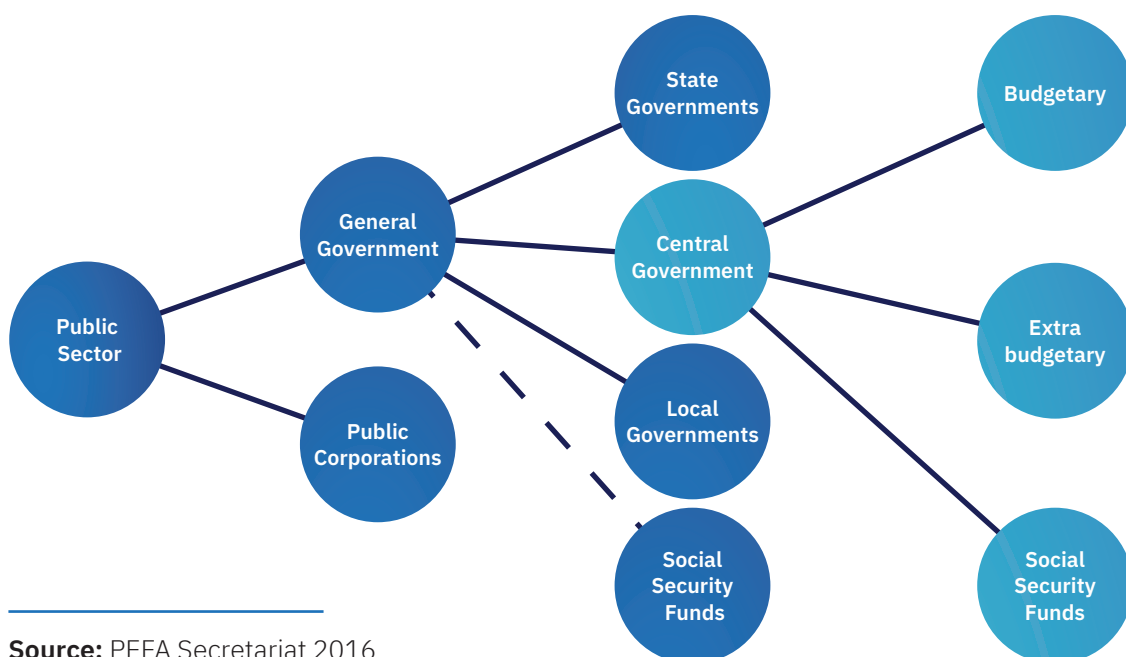 State
Governments
Budgetary
General
Government
Central
Government
Public
Sector
Extra
budgetary
Local
Governments
Public
Corporations
Social
Security
Funds
Social
Security
Funds
Source: PEFA Secretariat 2016